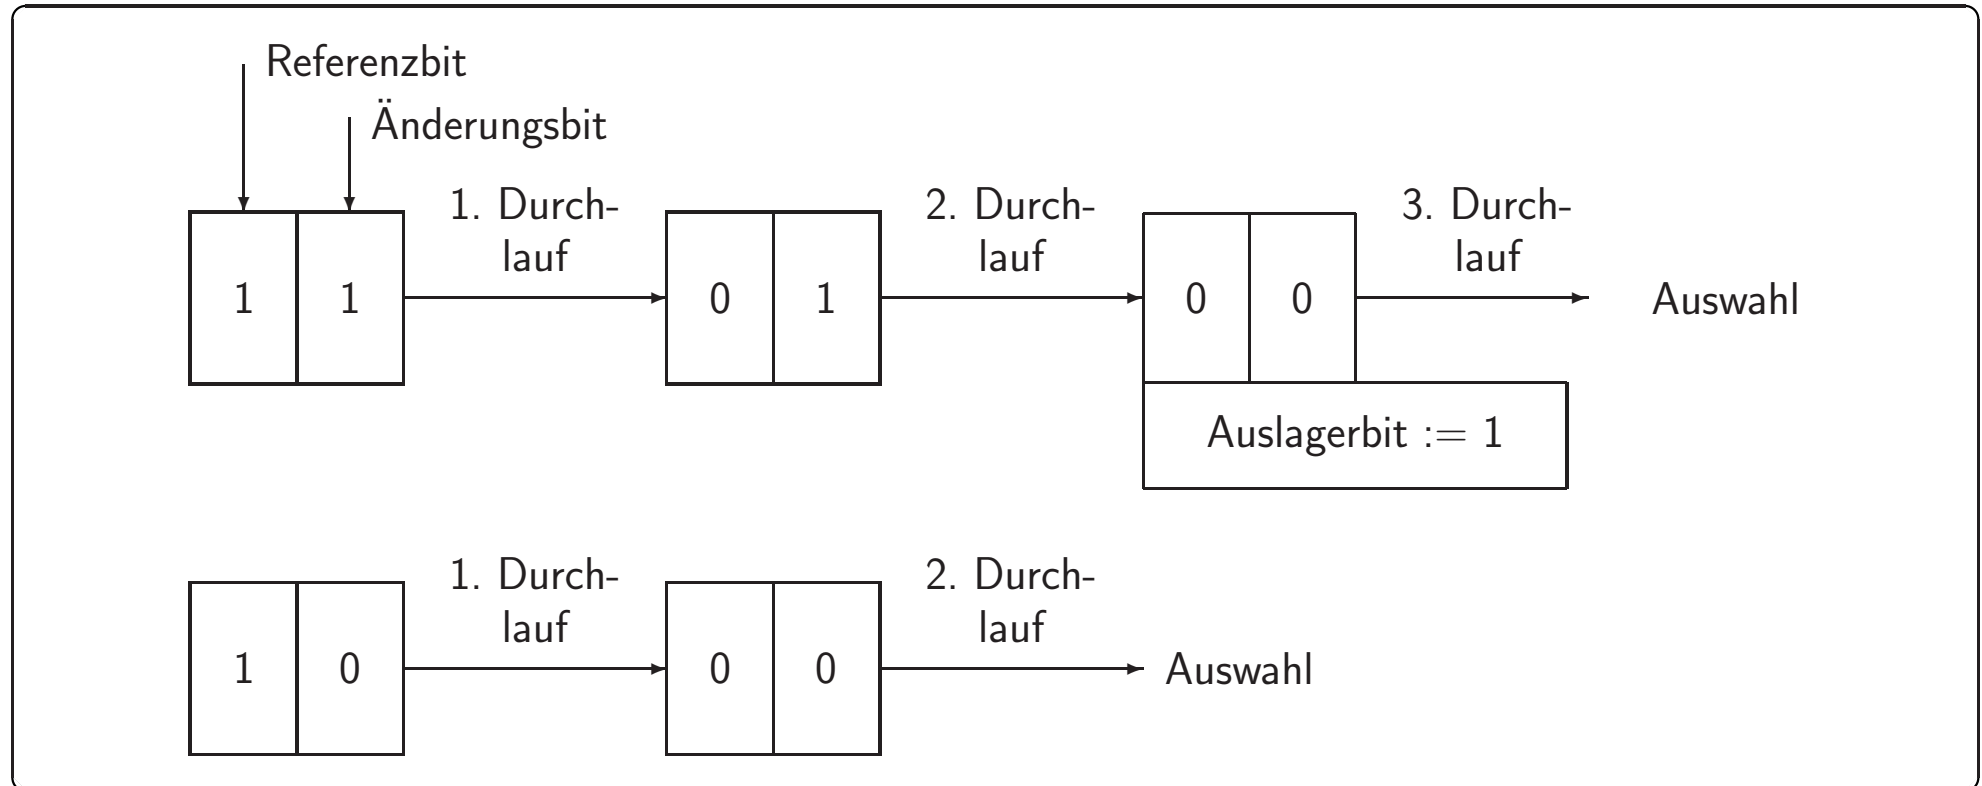 Referenzbit
Änderungsbit
1. Durch-
lauf
2. Durch-
lauf
3. Durch-
lauf
1 1
0 1
0 0
Auswahl
Auslagerbit := 1
1. Durch-
lauf
2. Durch-
lauf
1 0
0 0
Auswahl